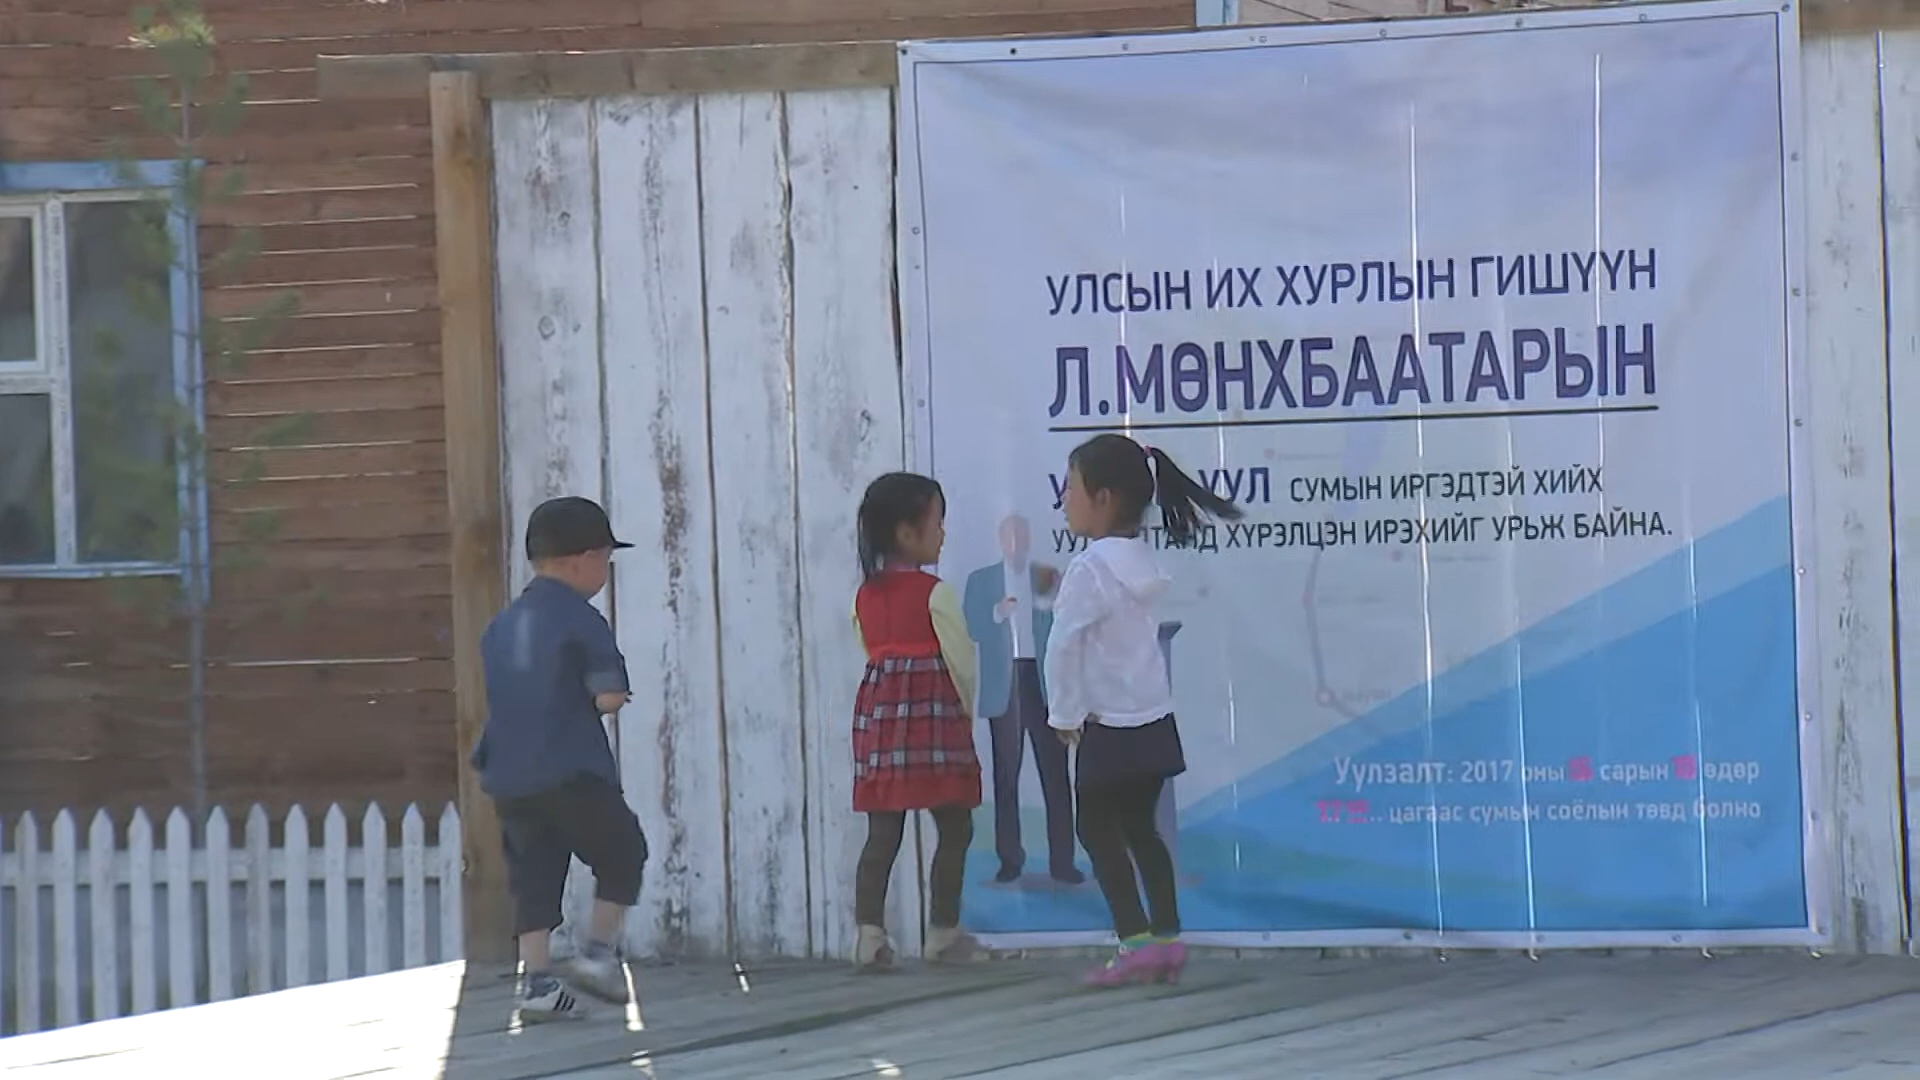 УЛСЫН ИХ ХУРЛЫН ГИШҮҮН
Л.МӨНХБААТАРЫН
УУЛ СУМЫН ИРГЭДТЭЙ ХИЙХ
ХҮРЭЛЦЭН ИРЭХИЙГ УРЬЖ БАЙНА.
Уулзалт: 2017 оны сарын өдөр
цагаас сумын соёлын төвд болно